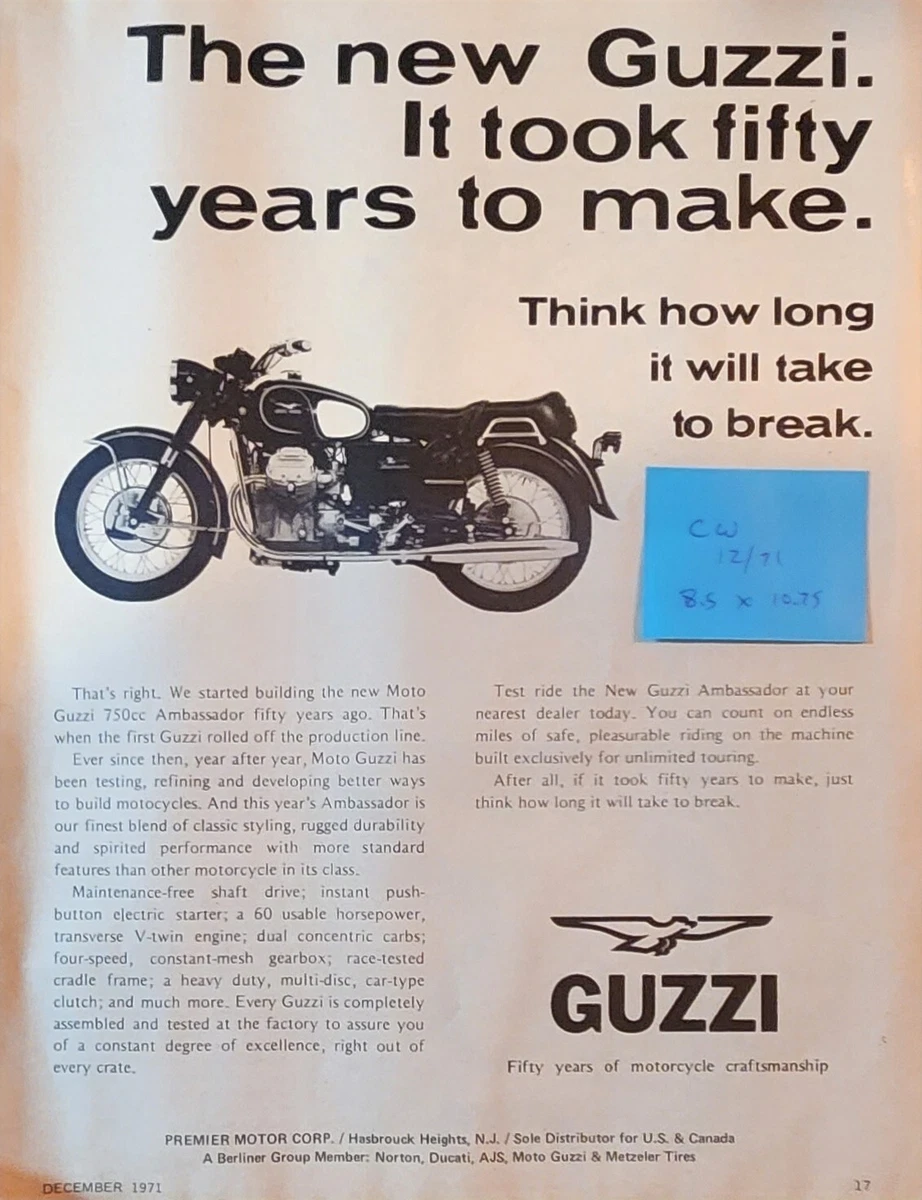 The new Guzzi.
It took fifty
years to make.
Think how long
it will take
to break.
CW
12/71
8.5 x 10.75
That's right. We started building the new Moto
Guzzi 750cc Ambassador fifty years ago. That's
when the first Guzzi rolled off the production line.
Ever since then, year after year, Moto Guzzi has
been testing, refining and developing better ways
to build motocycles. And this year's Ambassador is
our finest blend of classic styling, rugged durability
and spirited performance with more standard
features than other motorcycle in its class.
Maintenance-free shaft drive; instant push-
button electric starter; a 60 usable horsepower,
transverse V-twin engine; dual concentric carbs;
four-speed, constant-mesh gearbox; race-tested
cradle frame; a heavy duty, multi-disc, car-type
clutch; and much more. Every Guzzi is completely
assembled and tested at the factory to assure you
of a constant degree of excellence, right out of
every crate.
Test ride the New Guzzi Ambassador at your
nearest dealer today. You can count on endless
miles of safe, pleasurable riding on the machine
built exclusively for unlimited touring.
After all, if it took fifty years to make, just
think how long it will take to break.
GUZZI
Fifty years of motorcycle craftsmanship
PREMIER MOTOR CORP. / Hasbrouck Heights, N.J. / Sole Distributor for U.S. & Canada
A Berliner Group Member: Norton, Ducati, AJS, Moto Guzzi & Metzeler Tires
DECEMBER 1971
17